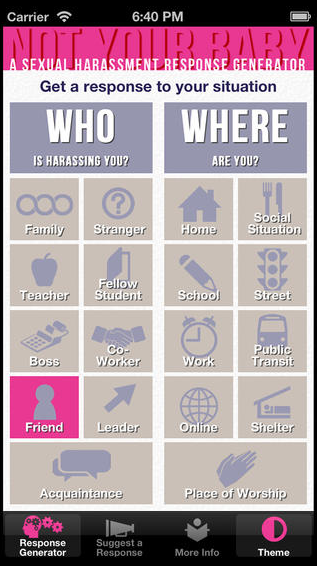 Carrier 6:40 PM
NOT YOUR BABY
A SEXUAL HARASSMENT RESPONSE GENERATOR
Get a response to your situation
WHO
IS HARASSING YOU?
WHERE
ARE YOU?
Family
Stranger
Home
Social
Situation
Teacher
Fellow
Student
School
Street
Boss
Co-
Worker
Work
Public
Transit
Friend
Leader
Online
Shelter
Acquaintance
Place of Worship
Response
Generator
Suggest a
Response
More Info
Theme